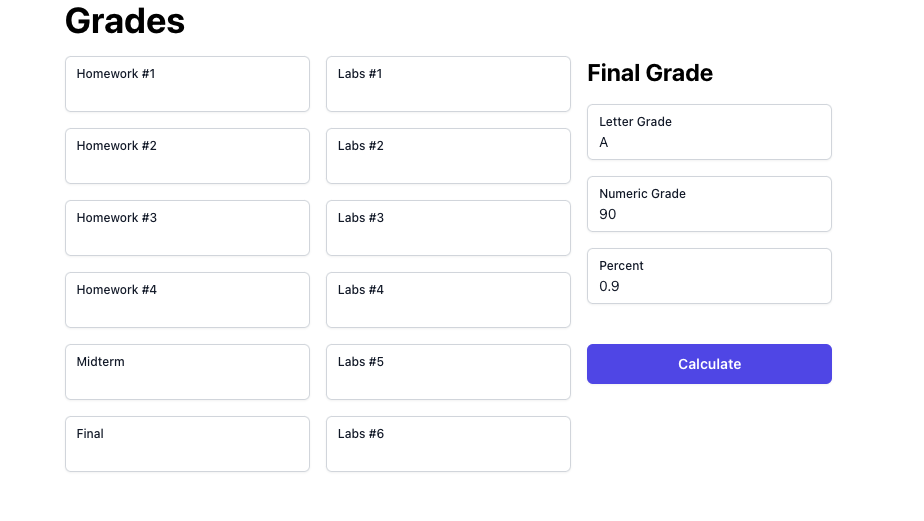 Grades
Homework #1
Homework #2
Homework #3
Homework #4
Midterm
Final
Labs #1
Labs #2
Labs #3
Labs #4
Labs #5
Labs #6
Final Grade
Letter Grade
A
Numeric Grade
90
Percent
0.9
Calculate